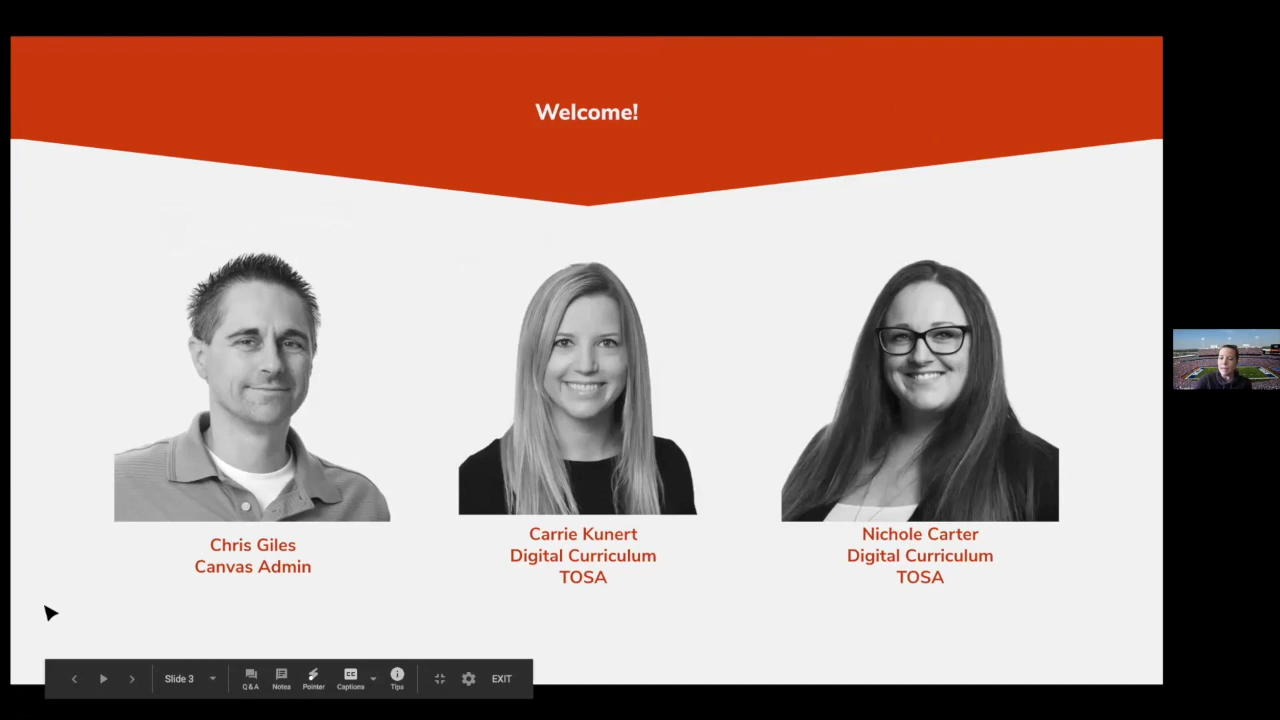 Welcome!
Chris Giles
Canvas Admin
Carrie Kunert
Digital Curriculum
TOSA
Nichole Carter
Digital Curriculum
TOSA
Slide 3
Q&A
Notes
Pointer
CC
Captions
Tips
EXIT